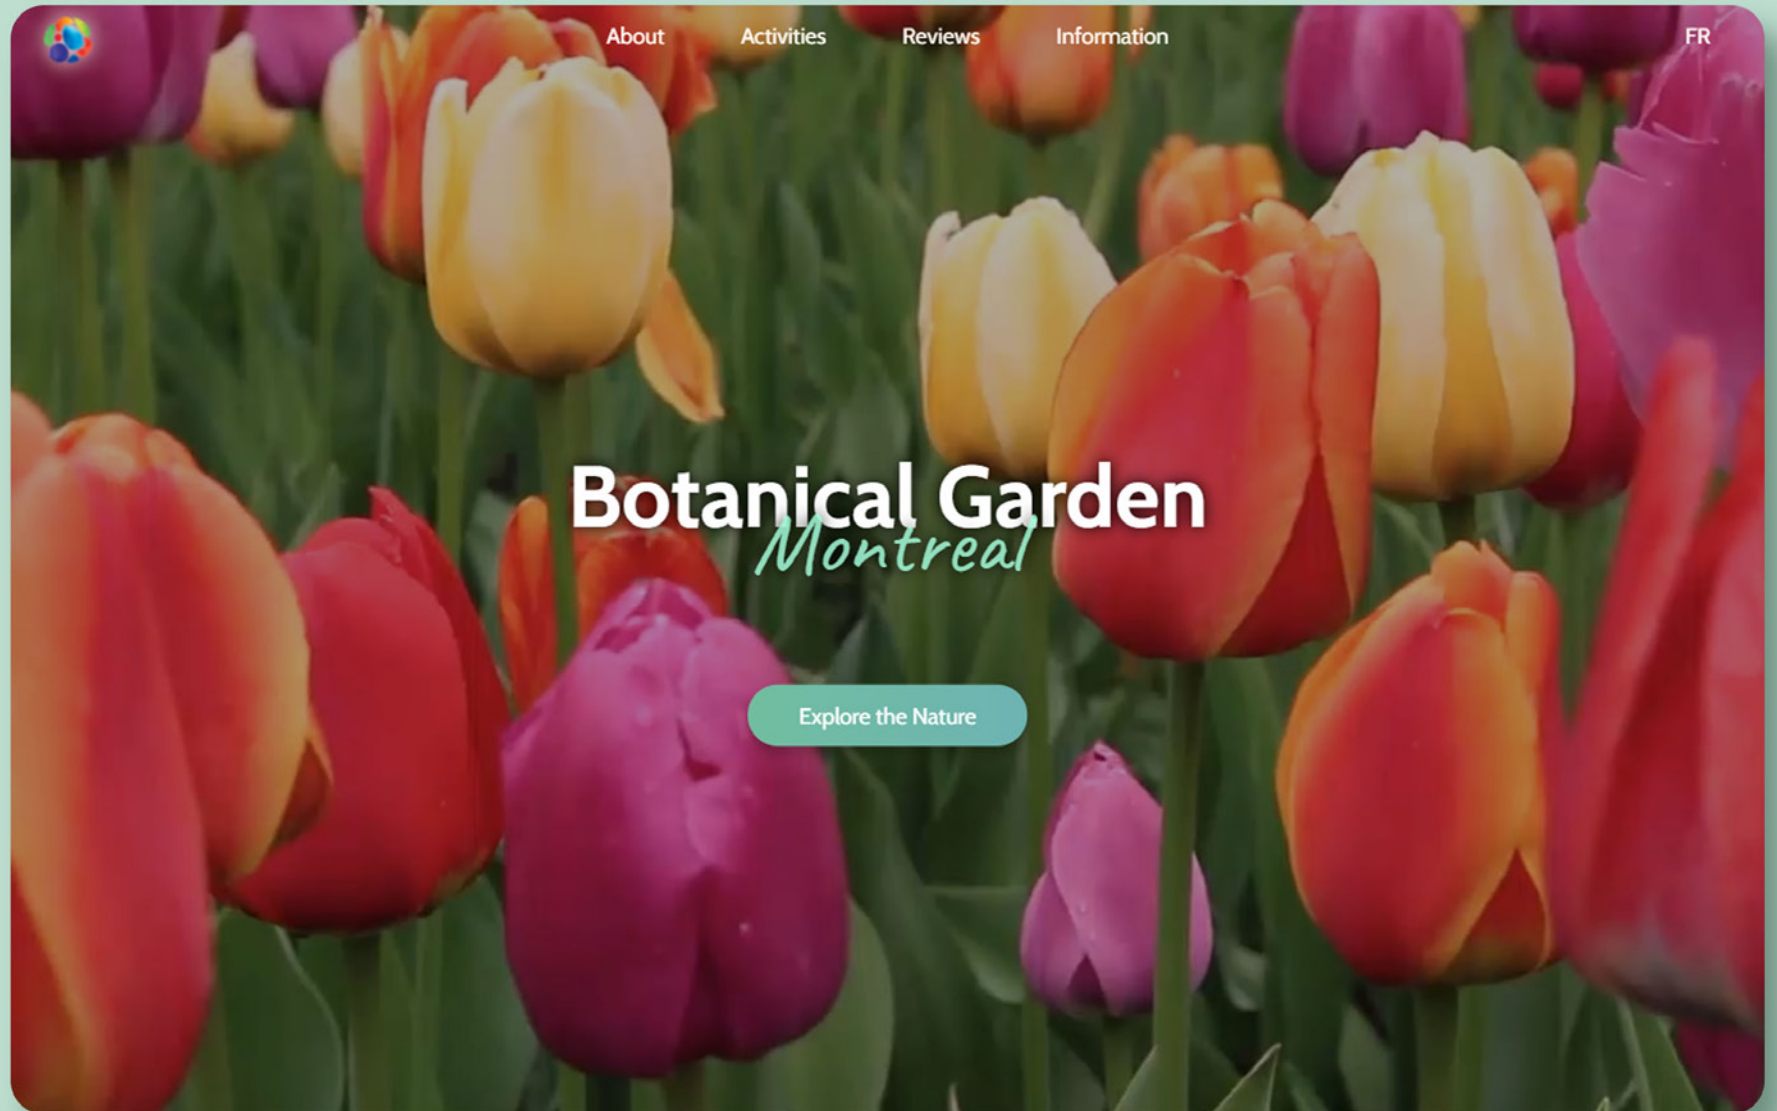 About
Activities
Reviews
Information
FR
Botanical Garden
Montreal
Explore the Nature